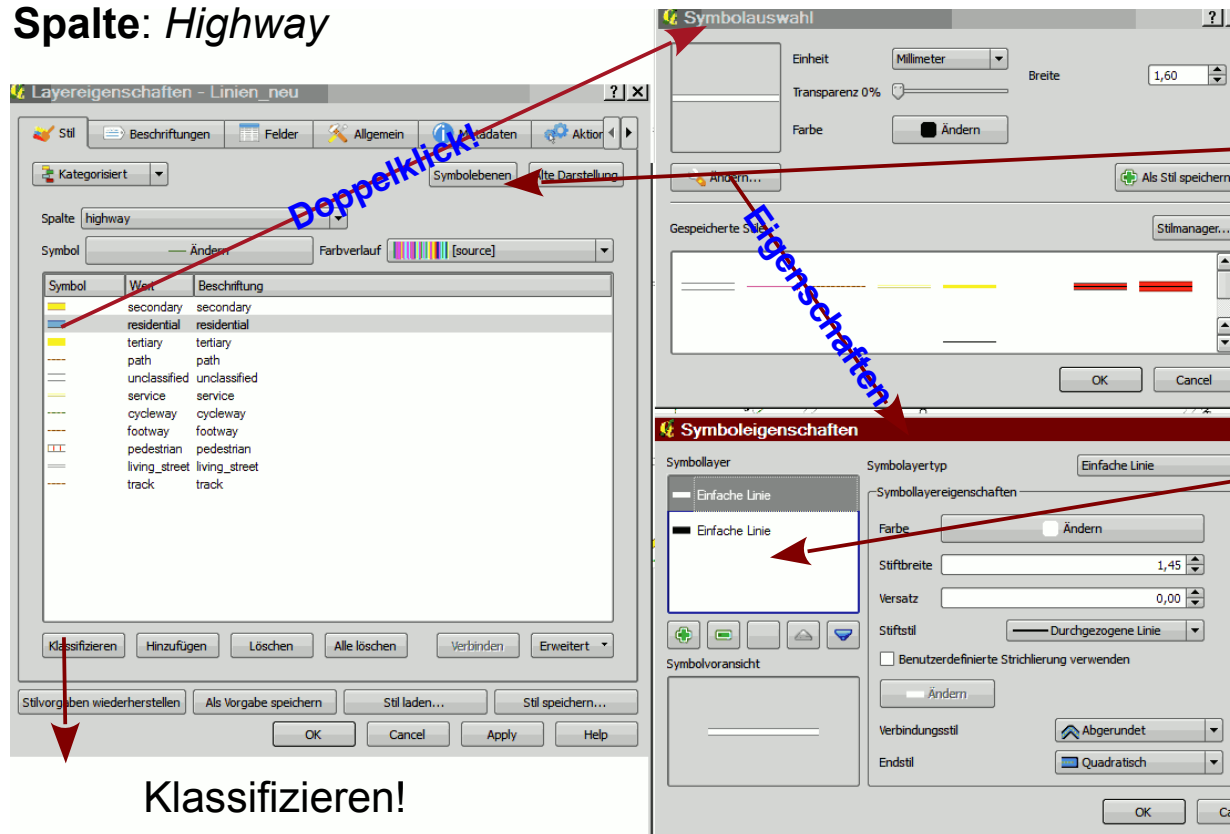 Spalte: Highway
Layereigenschaften - Linien_neu
Stil Beschriftungen Felder Allgemein Metadaten Aktior
Kategorisiert Symbolebenen Alte Darstellung
Doppelklick!
Spalte highway
Symbol Ändern Farbverlauf [source]
Symbol Wert Beschriftung
secondary secondary
residential residential
tertiary tertiary
path path
unclassified unclassified
service service
cycleway cycleway
footway footway
pedestrian pedestrian
living_street living_street
track track
Klassifizieren Hinzufügen Löschen Alle löschen Verbinden Erweitert
Stilvorgaben wiederherstellen Als Vorgabe speichern Stil laden... Stil speichern...
OK Cancel Apply Help
Klassifizieren!
Symbolauswahl
Einheit Millimeter
Breite 1,60
Transparenz 0%
Farbe Ändern
Ändern... Als Stil speichern
Eigenschaften
Gespeicherte Stile Stilmanager...
OK Cancel
Symboleigenschaften
Symbollayer
Einfache Linie
Einfache Linie
Symbolvoransicht
Symbolayertyp Einfache Linie
Symbollayereigenschaften
Farbe Ändern
Stiftbreite 1,45
Versatz 0,00
Stiftstil Durchgezogene Linie
Benutzerdefinierte Strichlierung verwenden
Ändern
Verbindungsstil Abgerundet
Endstil Quadratisch
OK Ca